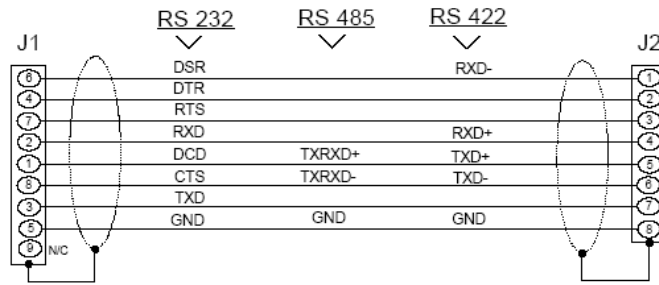 RS 232 RS 485 RS 422
J1 J2
6 DSR RXD- 1
4 DTR 2
7 RTS 3
2 RXD RXD+ 4
1 DCD TXRXD+ TXD+ 5
8 CTS TXRXD- TXD- 6
3 TXD 7
5 GND GND GND 8
9 N/C